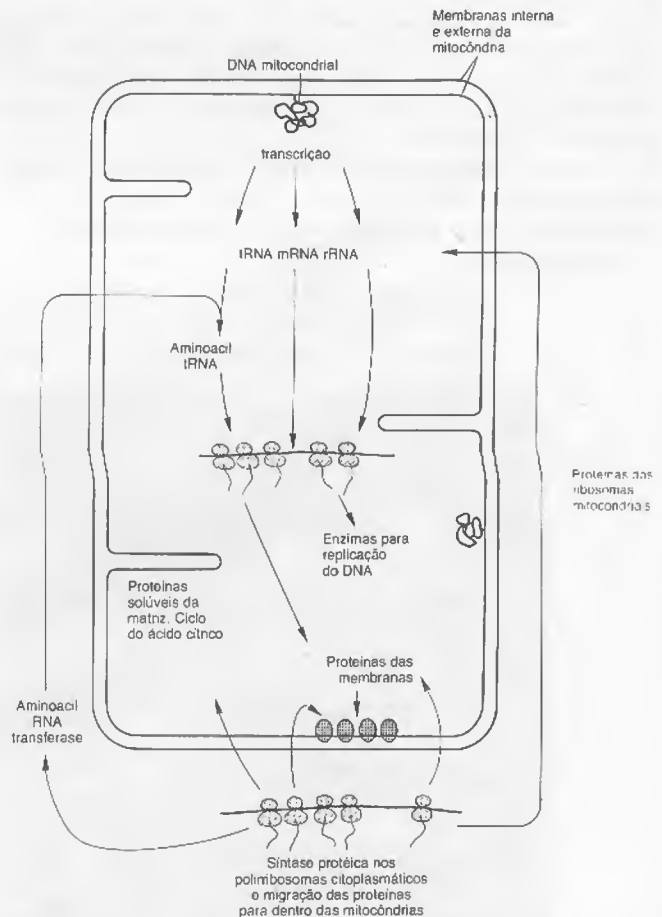 Membranas interna
e externa da
mitocôndria
DNA mitocondrial
transcrição
tRNA mRNA rRNA
Aminoacil
tRNA
Proteínas dos
ribosomas
mitocondriais
Enzimas para
replicação
do DNA
Proteínas
solúveis da
matriz. Ciclo
do ácido cítrico
Proteínas das
membranas
Aminoacil
RNA
transferase
Síntase protéica nos
polirribosomas citoplasmáticos
e migração das proteínas
para dentro das mitocôndrias